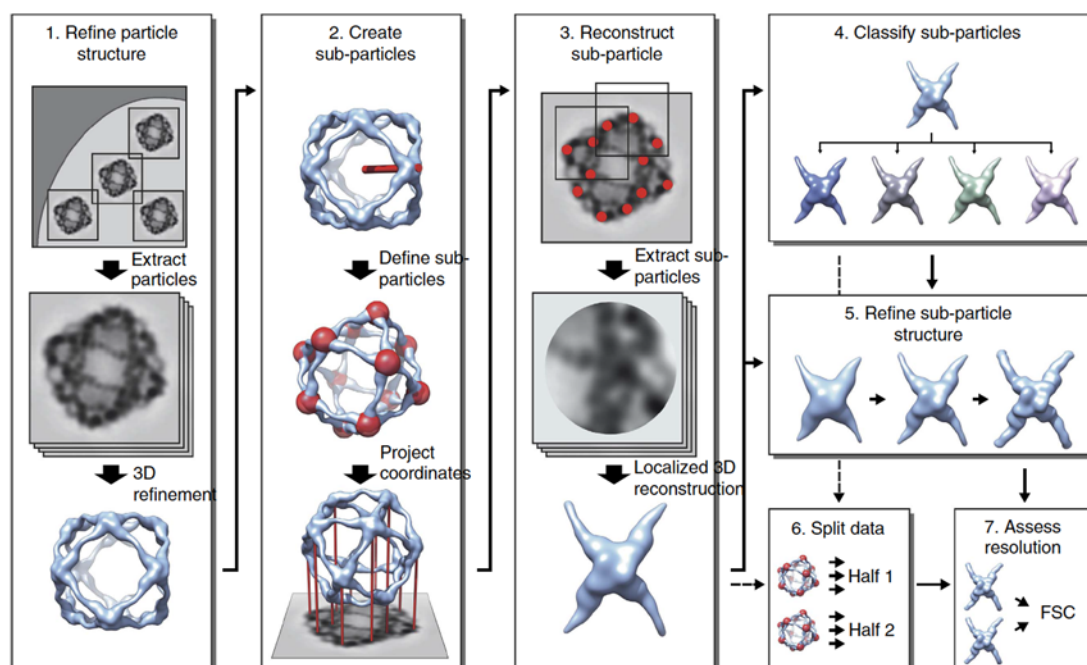 1. Refine particle
structure
Extract
particles
3D
refinement
2. Create
sub-particles
Define sub-
particles
Project
coordinates
3. Reconstruct
sub-particle
Extract sub-
particles
Localized 3D
reconstruction
4. Classify sub-particles
5. Refine sub-particle
structure
6. Split data
Half 1
Half 2
7. Assess
resolution
FSC